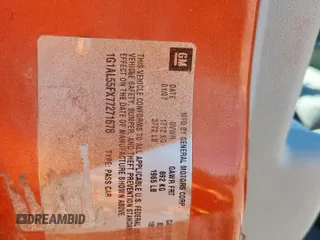 GM
MFD BY GENERAL MOTORS CORP
DATE GVWR GAWR FRT
01/07 1712 KG 892 KG
3772 LB 1965 LB
THIS VEHICLE CONFORMS TO ALL APPLICABLE U.S. FEDERAL
VEHICLE SAFETY, BUMPER, AND THEFT PREVENTION STANDARDS
EFFECT ON THE DATE OF MANUFACTURE SHOWN ABOVE.
1G1AL55FX77271678 TYPE: PASS CAR
DREAMBID